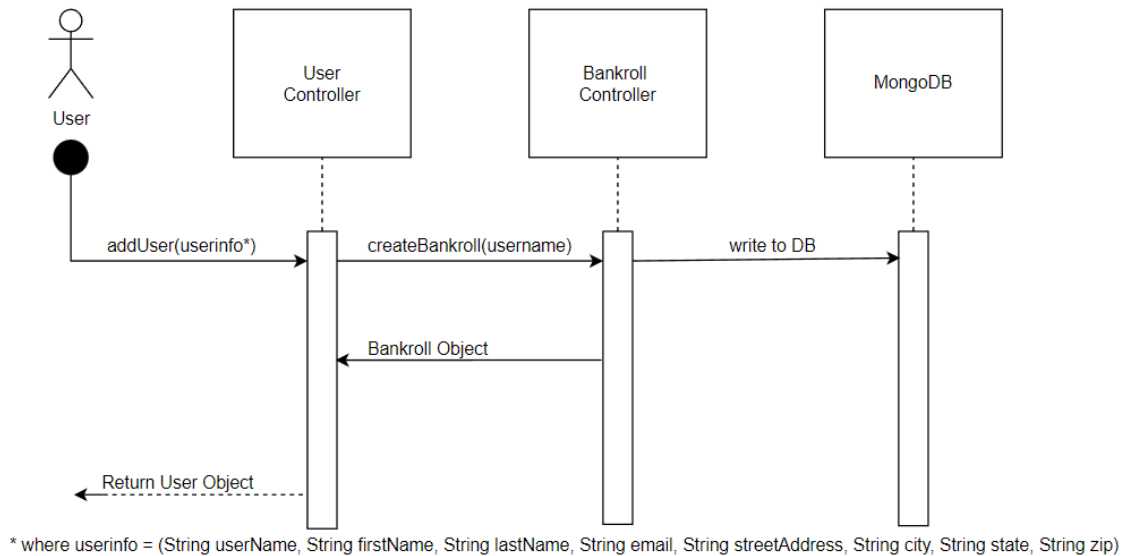 User
User
Controller
Bankroll
Controller
MongoDB
addUser(userinfo*)
createBankroll(username)
write to DB
Bankroll Object
Return User Object
* where userinfo = (String userName, String firstName, String lastName, String email, String streetAddress, String city, String state, String zip)